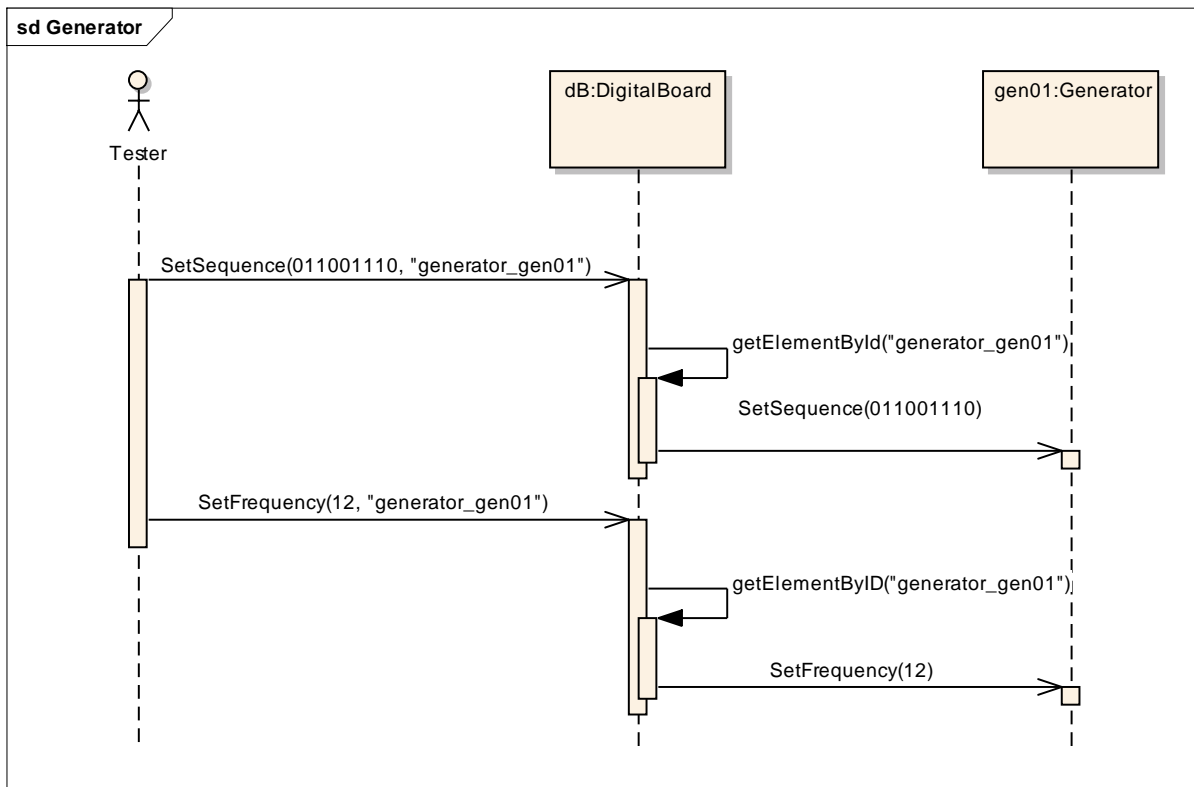 sd Generator
Tester
dB:DigitalBoard
gen01:Generator
SetSequence(011001110, "generator_gen01")
getElementById("generator_gen01")
SetSequence(011001110)
SetFrequency(12, "generator_gen01")
getElementByID("generator_gen01")
SetFrequency(12)